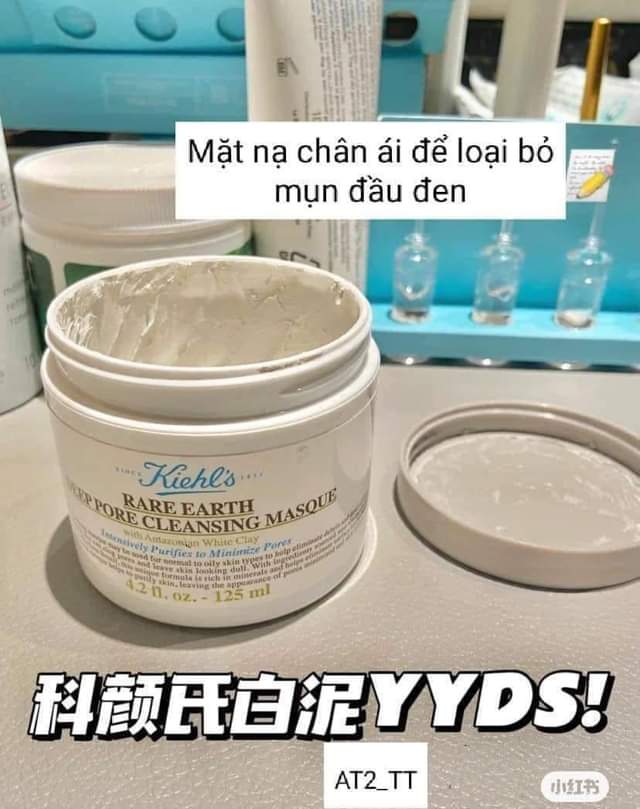 Mặt nạ chân ái để loại bỏ
mụn đầu đen
SINCE Kiehl's 1851
RARE EARTH
DEEP PORE CLEANSING MASQUE
with Amazonian White Clay
Intensively Purifies to Minimize Pores
4.2 fl. oz. - 125 ml
科颜氏白泥YYDS!
AT2_TT
小红书